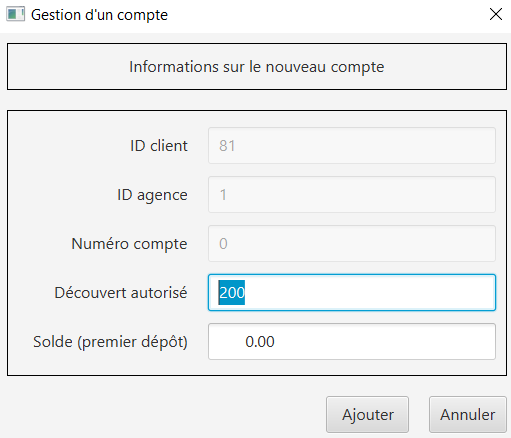 Gestion d'un compte
Informations sur le nouveau compte
ID client 81
ID agence 1
Numéro compte 0
Découvert autorisé 200
Solde (premier dépôt) 0.00
Ajouter Annuler